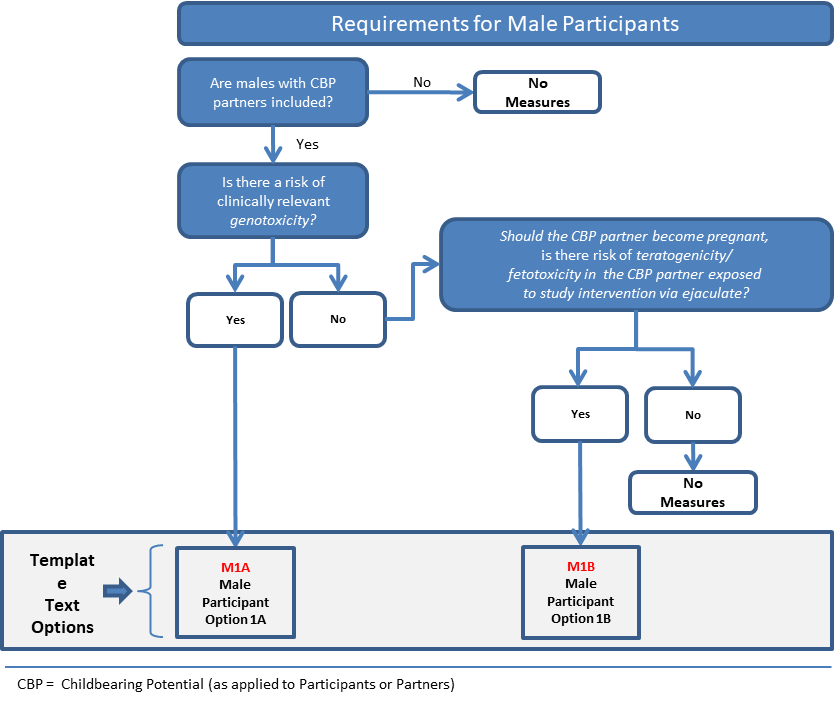 Requirements for Male Participants
Are males with CBP
partners included?
No
No
Measures
Yes
Is there a risk of
clinically relevant
genotoxicity?
Should the CBP partner become pregnant,
is there risk of teratogenicity/
fetotoxicity in the CBP partner exposed
to study intervention via ejaculate?
Yes
No
Yes
No
No
Measures
Templat
e
Text
Options
M1A
Male
Participant
Option 1A
M1B
Male
Participant
Option 1B
CBP = Childbearing Potential (as applied to Participants or Partners)